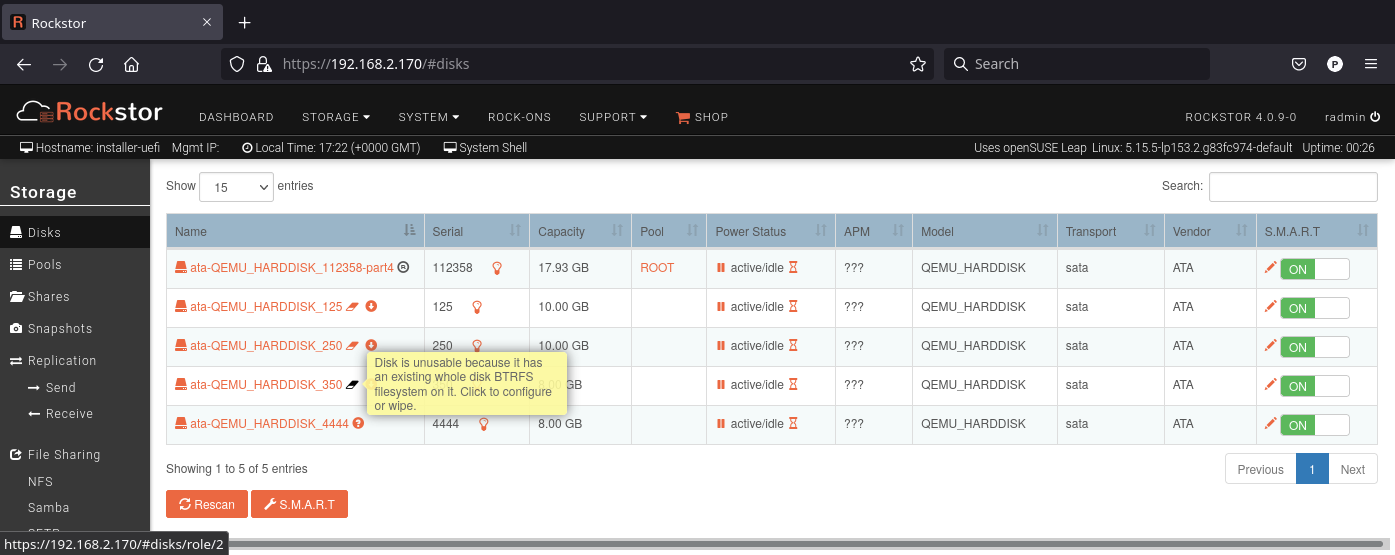 R Rockstor
https://192.168.2.170/#disks
Search
P
Rockstor
DASHBOARD STORAGE SYSTEM ROCK-ONS SUPPORT SHOP
ROCKSTOR 4.0.9-0 radmin
Hostname: installer-uefi Mgmt IP: Local Time: 17:22 (+0000 GMT) System Shell
Uses openSUSE Leap Linux: 5.15.5-lp153.2.g83fc974-default Uptime: 00:26
Storage
Disks
Pools
Shares
Snapshots
Replication
Send
Receive
File Sharing
NFS
Samba
Show 15 entries
Search:
Name Serial Capacity Pool Power Status APM Model Transport Vendor S.M.A.R.T
ata-QEMU_HARDDISK_112358-part4 R 112358 17.93 GB ROOT active/idle ??? QEMU_HARDDISK sata ATA ON
ata-QEMU_HARDDISK_125 125 10.00 GB active/idle ??? QEMU_HARDDISK sata ATA ON
ata-QEMU_HARDDISK_250 250 10.00 GB active/idle ??? QEMU_HARDDISK sata ATA ON
ata-QEMU_HARDDISK_350 8.00 GB active/idle ??? QEMU_HARDDISK sata ATA ON
Disk is unusable because it has
an existing whole disk BTRFS
filesystem on it. Click to configure
or wipe.
ata-QEMU_HARDDISK_4444 ? 4444 8.00 GB active/idle ??? QEMU_HARDDISK sata ATA ON
Showing 1 to 5 of 5 entries
Previous 1 Next
Rescan S.M.A.R.T
https://192.168.2.170/#disks/role/2